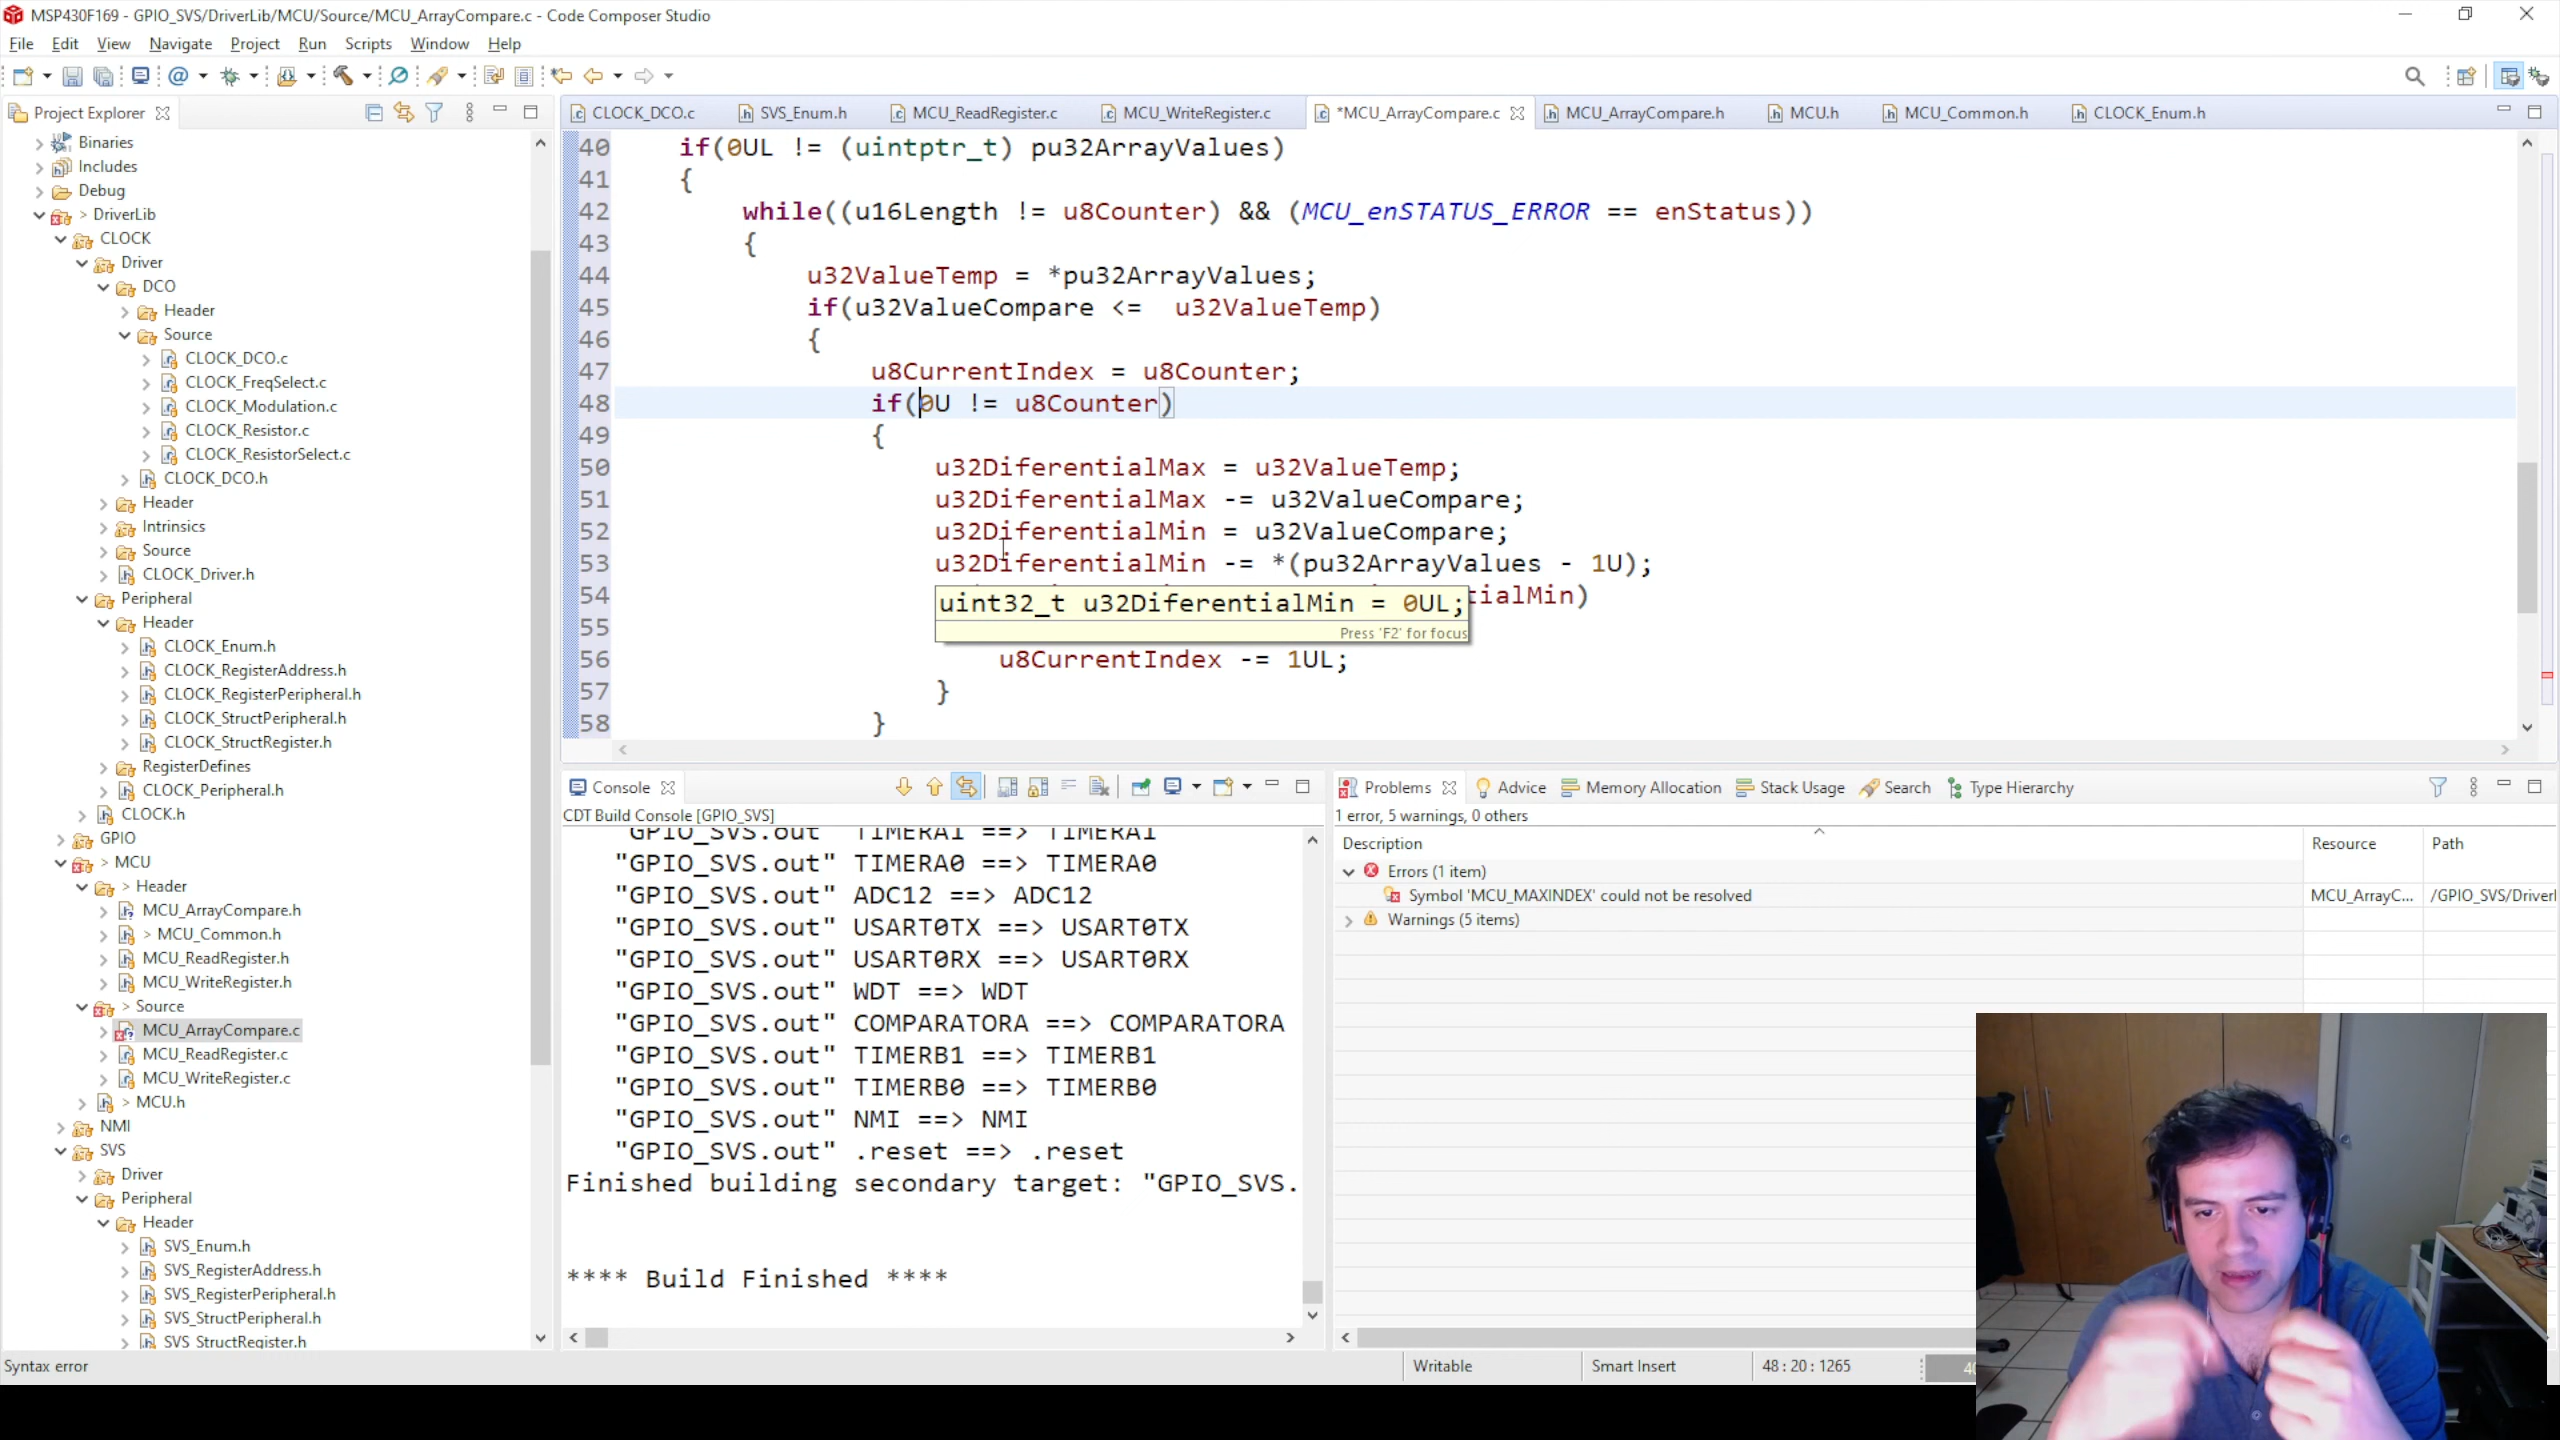 MSP430F169 - GPIO_SVS/DriverLib/MCU/Source/MCU_ArrayCompare.c - Code Composer Studio
File Edit View Navigate Project Run Scripts Window Help
Project Explorer
Binaries
Includes
Debug
> DriverLib
CLOCK
Driver
DCO
Header
Source
CLOCK_DCO.c
CLOCK_FreqSelect.c
CLOCK_Modulation.c
CLOCK_Resistor.c
CLOCK_ResistorSelect.c
CLOCK_DCO.h
Header
Intrinsics
Source
CLOCK_Driver.h
Peripheral
Header
CLOCK_Enum.h
CLOCK_RegisterAddress.h
CLOCK_RegisterPeripheral.h
CLOCK_StructPeripheral.h
CLOCK_StructRegister.h
RegisterDefines
CLOCK_Peripheral.h
CLOCK.h
GPIO
> MCU
> Header
MCU_ArrayCompare.h
> MCU_Common.h
MCU_ReadRegister.h
MCU_WriteRegister.h
> Source
MCU_ArrayCompare.c
MCU_ReadRegister.c
MCU_WriteRegister.c
> MCU.h
NMI
SVS
Driver
Peripheral
Header
SVS_Enum.h
SVS_RegisterAddress.h
SVS_RegisterPeripheral.h
SVS_StructPeripheral.h
SVS_StructRegister.h
CLOCK_DCO.c SVS_Enum.h MCU_ReadRegister.c MCU_WriteRegister.c *MCU_ArrayCompare.c MCU_ArrayCompare.h MCU.h MCU_Common.h CLOCK_Enum.h
40 if(0UL != (uintptr_t) pu32ArrayValues)
41 {
42 while((u16Length != u8Counter) && (MCU_enSTATUS_ERROR == enStatus))
43 {
44 u32ValueTemp = *pu32ArrayValues;
45 if(u32ValueCompare <=  u32ValueTemp)
46 {
47 u8CurrentIndex = u8Counter;
48 if(0U != u8Counter)
49 {
50 u32DiferentialMax = u32ValueTemp;
51 u32DiferentialMax -= u32ValueCompare;
52 u32DiferentialMin = u32ValueCompare;
53 u32DiferentialMin -= *(pu32ArrayValues - 1U);
54 tialMin)
uint32_t u32DiferentialMin = 0UL;
Press 'F2' for focus
55
56 u8CurrentIndex -= 1UL;
57 }
58 }
Console
CDT Build Console [GPIO_SVS]
"GPIO_SVS.out" TIMERA1 ==> TIMERA1
"GPIO_SVS.out" TIMERA0 ==> TIMERA0
"GPIO_SVS.out" ADC12 ==> ADC12
"GPIO_SVS.out" USART0TX ==> USART0TX
"GPIO_SVS.out" USART0RX ==> USART0RX
"GPIO_SVS.out" WDT ==> WDT
"GPIO_SVS.out" COMPARATORA ==> COMPARATORA
"GPIO_SVS.out" TIMERB1 ==> TIMERB1
"GPIO_SVS.out" TIMERB0 ==> TIMERB0
"GPIO_SVS.out" NMI ==> NMI
"GPIO_SVS.out" .reset ==> .reset
Finished building secondary target: "GPIO_SVS.
**** Build Finished ****
Problems Advice Memory Allocation Stack Usage Search Type Hierarchy
1 error, 5 warnings, 0 others
Description Resource Path
Errors (1 item)
Symbol 'MCU_MAXINDEX' could not be resolved MCU_ArrayC... /GPIO_SVS/Driverl
Warnings (5 items)
Syntax error Writable Smart Insert 48 : 20 : 1265